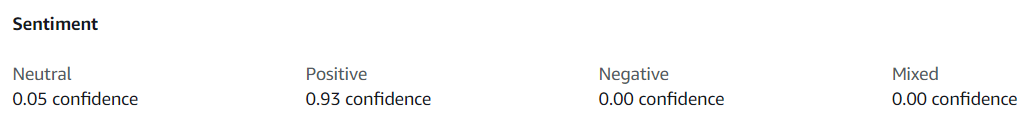 Sentiment
Neutral Positive Negative Mixed
0.05 confidence 0.93 confidence 0.00 confidence 0.00 confidence